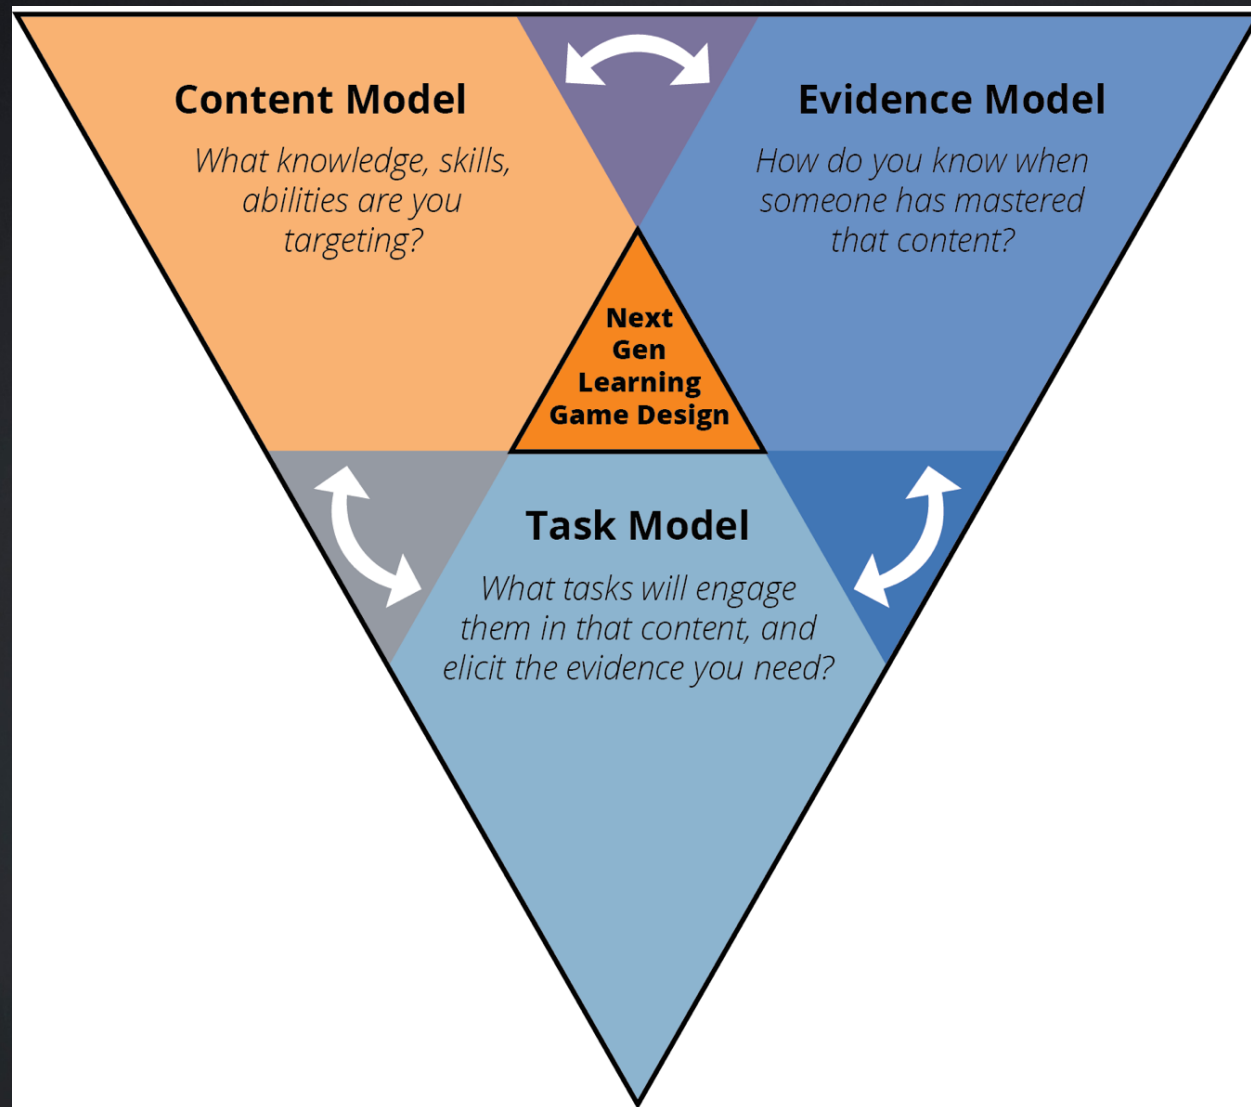 Content Model
What knowledge, skills,
abilities are you
targeting?
Evidence Model
How do you know when
someone has mastered
that content?
Next
Gen
Learning
Game Design
Task Model
What tasks will engage
them in that content, and
elicit the evidence you need?